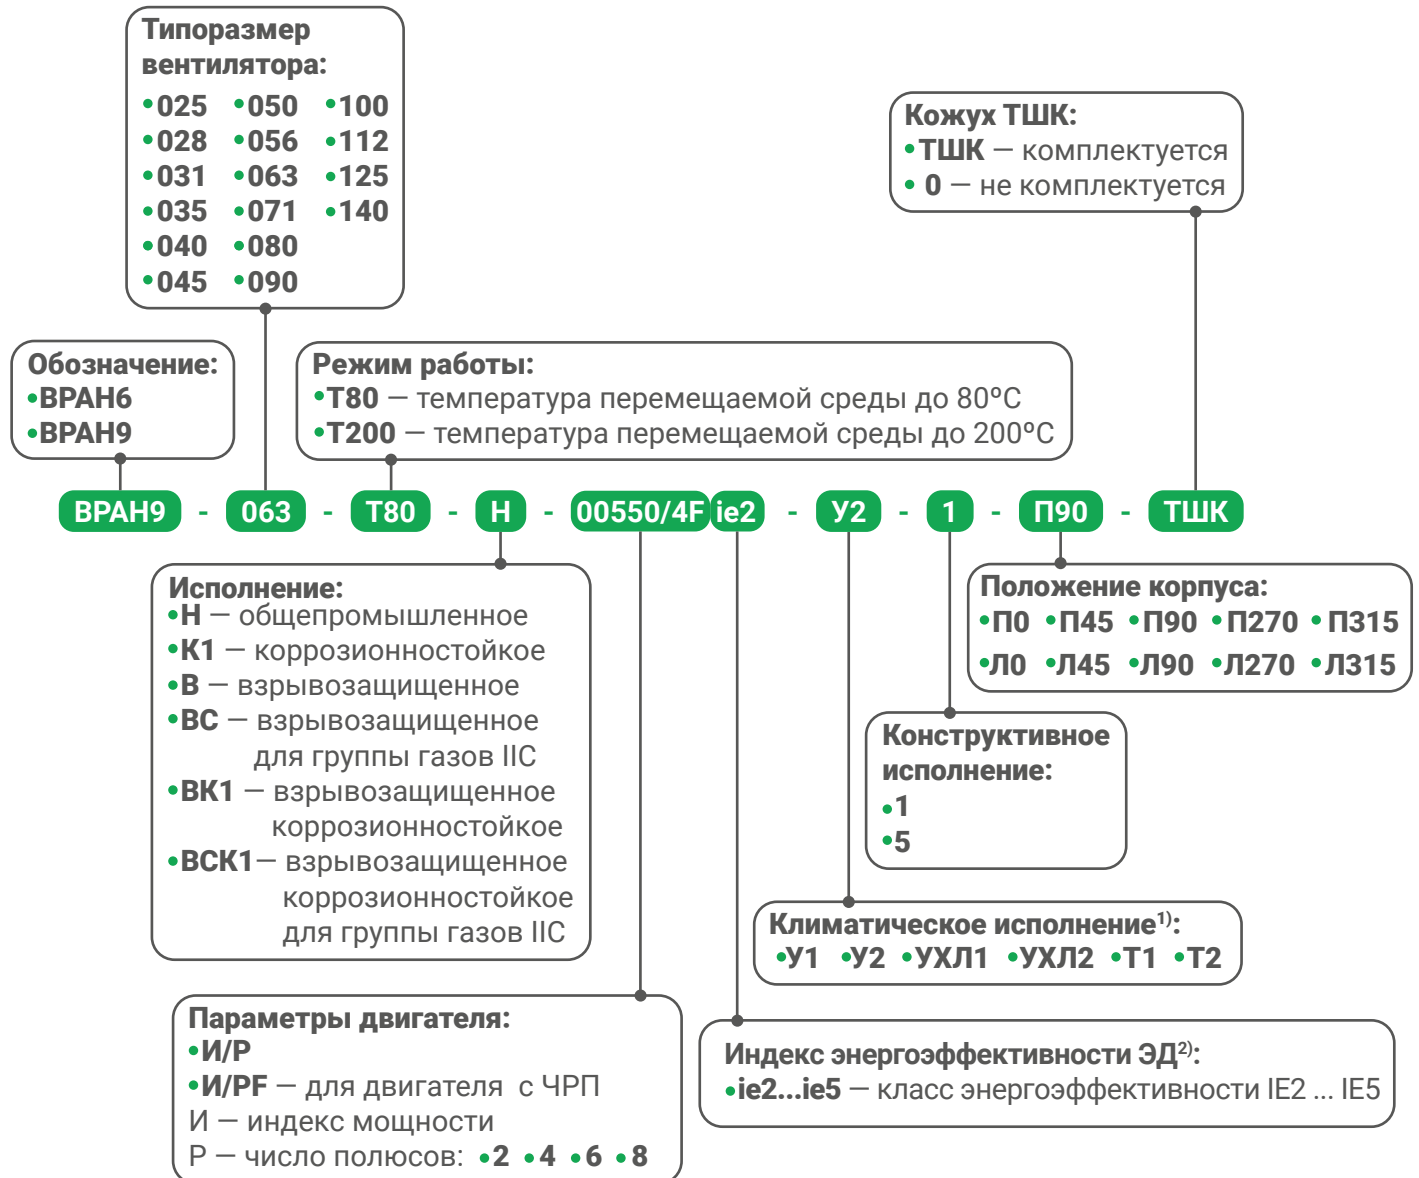 Типоразмер
вентилятора:
•025 •050 •100
•028 •056 •112
•031 •063 •125
•035 •071 •140
•040 •080
•045 •090
Кожух ТШК:
•ТШК — комплектуется
• 0 — не комплектуется
Обозначение:
•ВРАН6
•ВРАН9
Режим работы:
•Т80 — температура перемещаемой среды до 80ºС
•Т200 — температура перемещаемой среды до 200ºС
ВРАН9 - 063 - Т80 - Н - 00550/4F ie2 - У2 - 1 - П90 - ТШК
Исполнение:
•Н — общепромышленное
•К1 — коррозионностойкое
•В — взрывозащищенное
•ВС — взрывозащищенное
для группы газов IIC
•ВК1 — взрывозащищенное
коррозионностойкое
•ВСК1— взрывозащищенное
коррозионностойкое
для группы газов IIC
Положение корпуса:
•П0 •П45 •П90 •П270 •П315
•Л0 •Л45 •Л90 •Л270 •Л315
Конструктивное
исполнение:
•1
•5
Климатическое исполнение¹⁾:
•У1 •У2 •УХЛ1 •УХЛ2 •Т1 •Т2
Параметры двигателя:
•И/Р
•И/РF — для двигателя с ЧРП
И — индекс мощности
Р — число полюсов: •2 •4 •6 •8
Индекс энергоэффективности ЭД²⁾:
•ie2...ie5 — класс энергоэффективности IE2 ... IE5